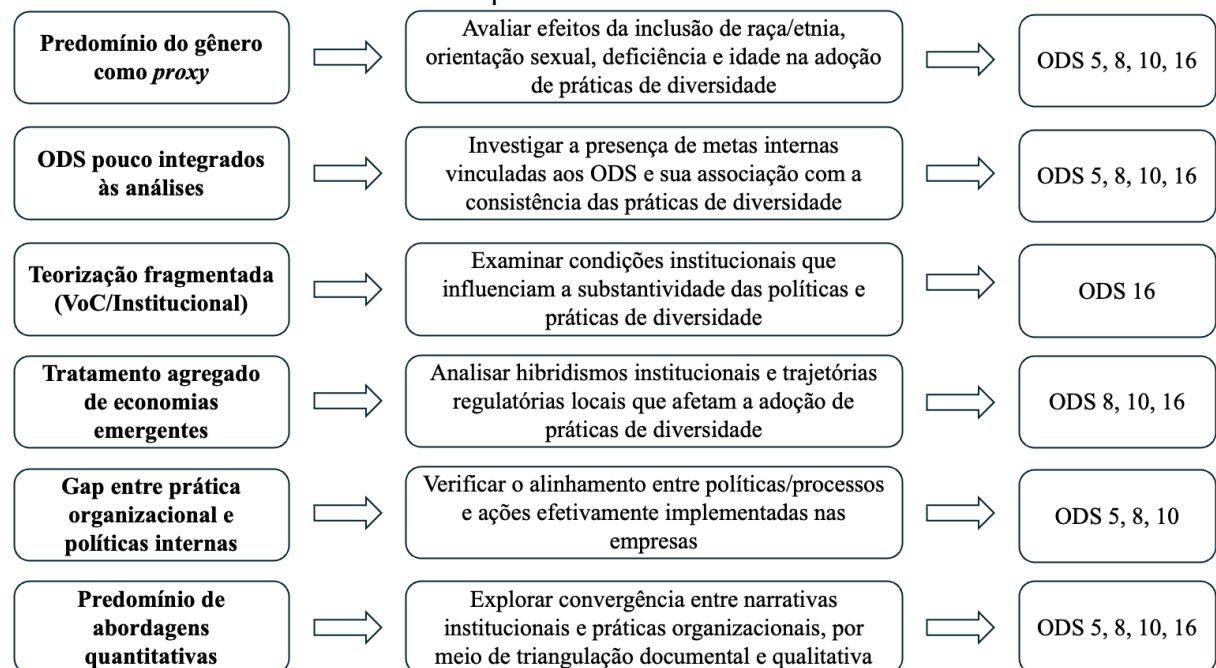 Predomínio do gênero
como proxy
Avaliar efeitos da inclusão de raça/etnia,
orientação sexual, deficiência e idade na adoção
de práticas de diversidade
ODS 5, 8, 10, 16
ODS pouco integrados
às análises
Investigar a presença de metas internas
vinculadas aos ODS e sua associação com a
consistência das práticas de diversidade
ODS 5, 8, 10, 16
Teorização fragmentada
(VoC/Institucional)
Examinar condições institucionais que
influenciam a substantividade das políticas e
práticas de diversidade
ODS 16
Tratamento agregado
de economias
emergentes
Analisar hibridismos institucionais e trajetórias
regulatórias locais que afetam a adoção de
práticas de diversidade
ODS 8, 10, 16
Gap entre prática
organizacional e
políticas internas
Verificar o alinhamento entre políticas/processos
e ações efetivamente implementadas nas
empresas
ODS 5, 8, 10
Predomínio de
abordagens
quantitativas
Explorar convergência entre narrativas
institucionais e práticas organizacionais, por
meio de triangulação documental e qualitativa
ODS 5, 8, 10, 16